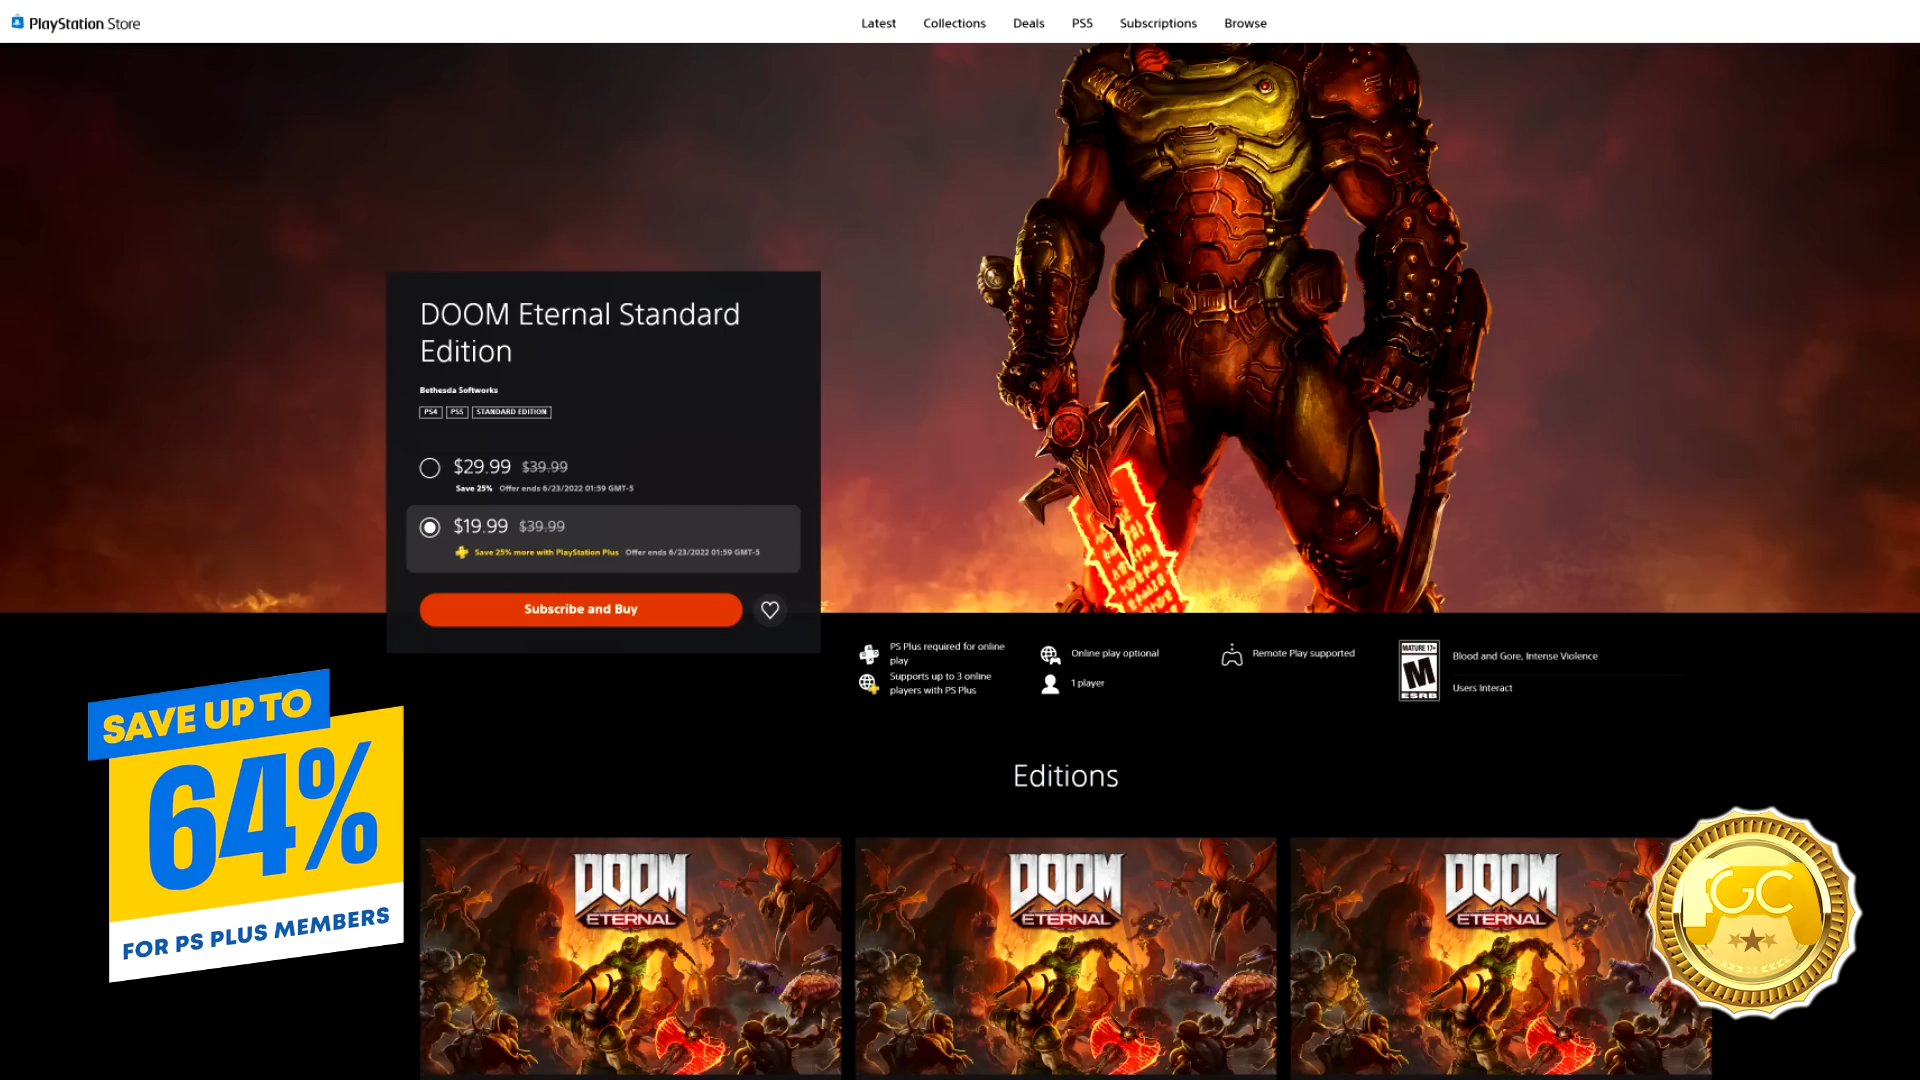 PlayStation Store
Latest Collections Deals PS5 Subscriptions Browse
DOOM Eternal Standard
Edition
Bethesda Softworks
PS4 PS5 STANDARD EDITION
$29.99 $39.99
Save 25% Offer ends 6/23/2022 01:59 GMT-5
$19.99 $39.99
Save 25% more with PlayStation Plus Offer ends 6/23/2022 01:59 GMT-5
Subscribe and Buy
PS Plus required for online
play
Supports up to 3 online
players with PS Plus
Online play optional
1 player
Remote Play supported
MATURE 17+
M
ESRB
Blood and Gore, Intense Violence
Users Interact
SAVE UP TO
64%
FOR PS PLUS MEMBERS
Editions
DOOM
ETERNAL
DOOM
ETERNAL
DOOM
ETERNAL
GC